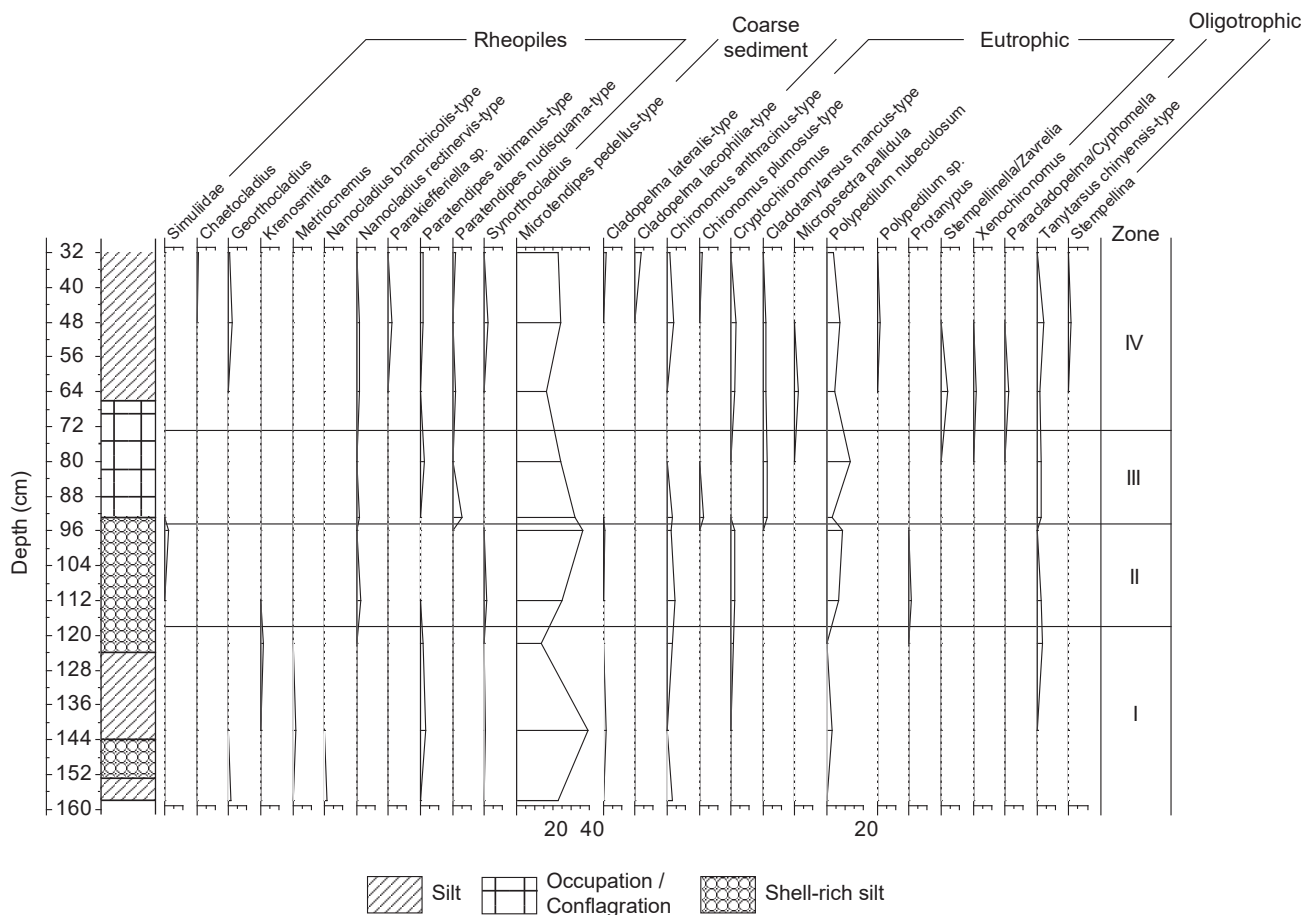 Oligotrophic
Rheopiles
Coarse
sediment
Eutrophic
Simuliidae
Chaetocladius
Georthocladius
Krenosmittia
Metriocnemus
Nanocladius branchicolis-type
Nanocladius rectinervis-type
Parakiefferiella sp.
Paratendipes albimanus-type
Paratendipes nudisquama-type
Synorthocladius
Microtendipes pedellus-type
Cladopelma lateralis-type
Cladopelma lacophilia-type
Chironomus anthracinus-type
Chironomus plumosus-type
Cryptochironomus
Cladotanytarsus mancus-type
Micropsectra pallidula
Polypedilum nubeculosum
Polypedium sp.
Protanypus
Stempellinella/Zavrelia
Xenochironomus
Paracladopelma/Cyphomella
Tanytarsus chinyensis-type
Stempellina
Zone
Depth (cm)
32
40
48
56
64
72
80
88
96
104
112
120
128
136
144
152
160
IV
III
II
I
20 40
20
Silt
Occupation /
Conflagration
Shell-rich silt